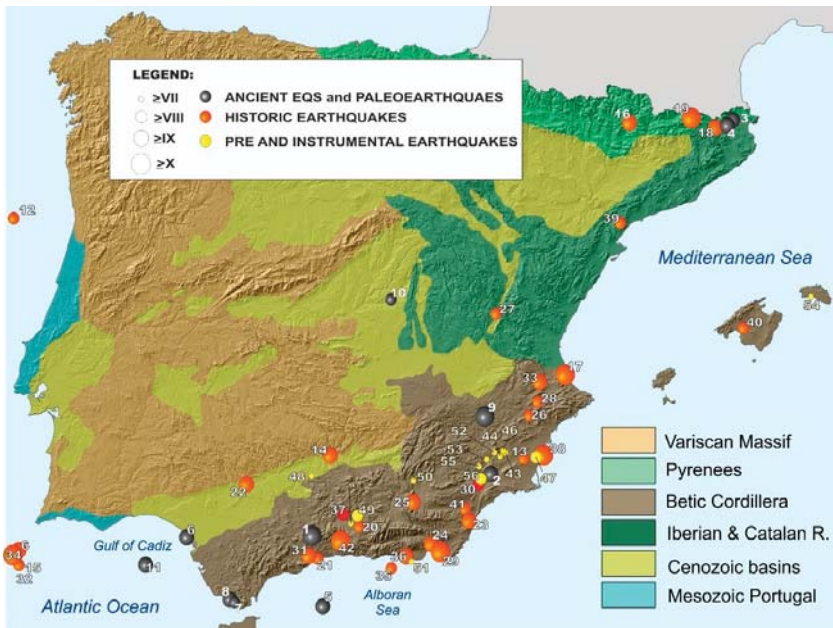 LEGEND:
≥VII
≥VIII
≥IX
≥X
ANCIENT EQS and PALEOEARTHQUAES
HISTORIC EARTHQUAKES
PRE AND INSTRUMENTAL EARTHQUAKES
16
19
18
4
3
12
39
Mediterranean Sea
10
27
54
40
17
33
28
26
9
52
44
46
53
55
13
38
14
48
50
56
2
43
47
22
30
37
49
25
41
6
1
20
23
Gulf of Cadiz
6
34
15
32
11
31
21
42
24
36
29
35
51
8
5
Atlantic Ocean
Alboran
Sea
Variscan Massif
Pyrenees
Betic Cordillera
Iberian & Catalan R.
Cenozoic basins
Mesozoic Portugal